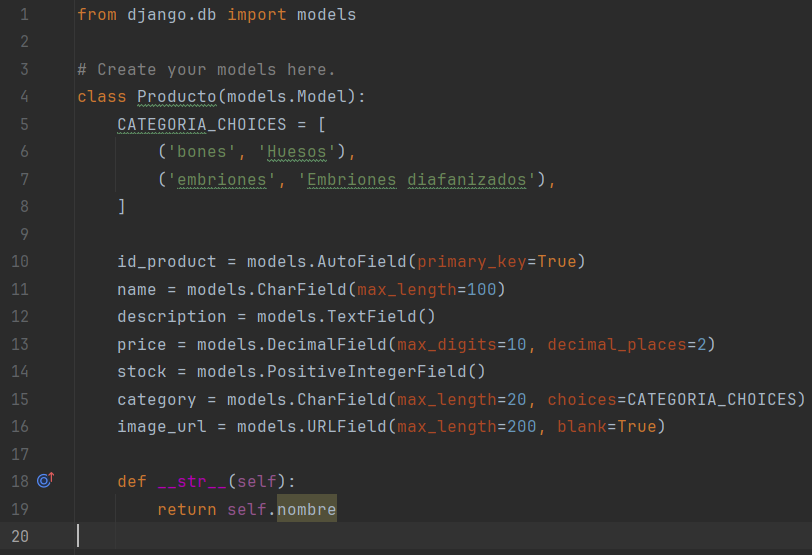 1 from django.db import models
2
3 # Create your models here.
4 class Producto(models.Model):
5     CATEGORIA_CHOICES = [
6         ('bones', 'Huesos'),
7         ('embriones', 'Embriones diafanizados'),
8     ]
9
10     id_product = models.AutoField(primary_key=True)
11     name = models.CharField(max_length=100)
12     description = models.TextField()
13     price = models.DecimalField(max_digits=10, decimal_places=2)
14     stock = models.PositiveIntegerField()
15     category = models.CharField(max_length=20, choices=CATEGORIA_CHOICES)
16     image_url = models.URLField(max_length=200, blank=True)
17
18     def __str__(self):
19         return self.nombre
20